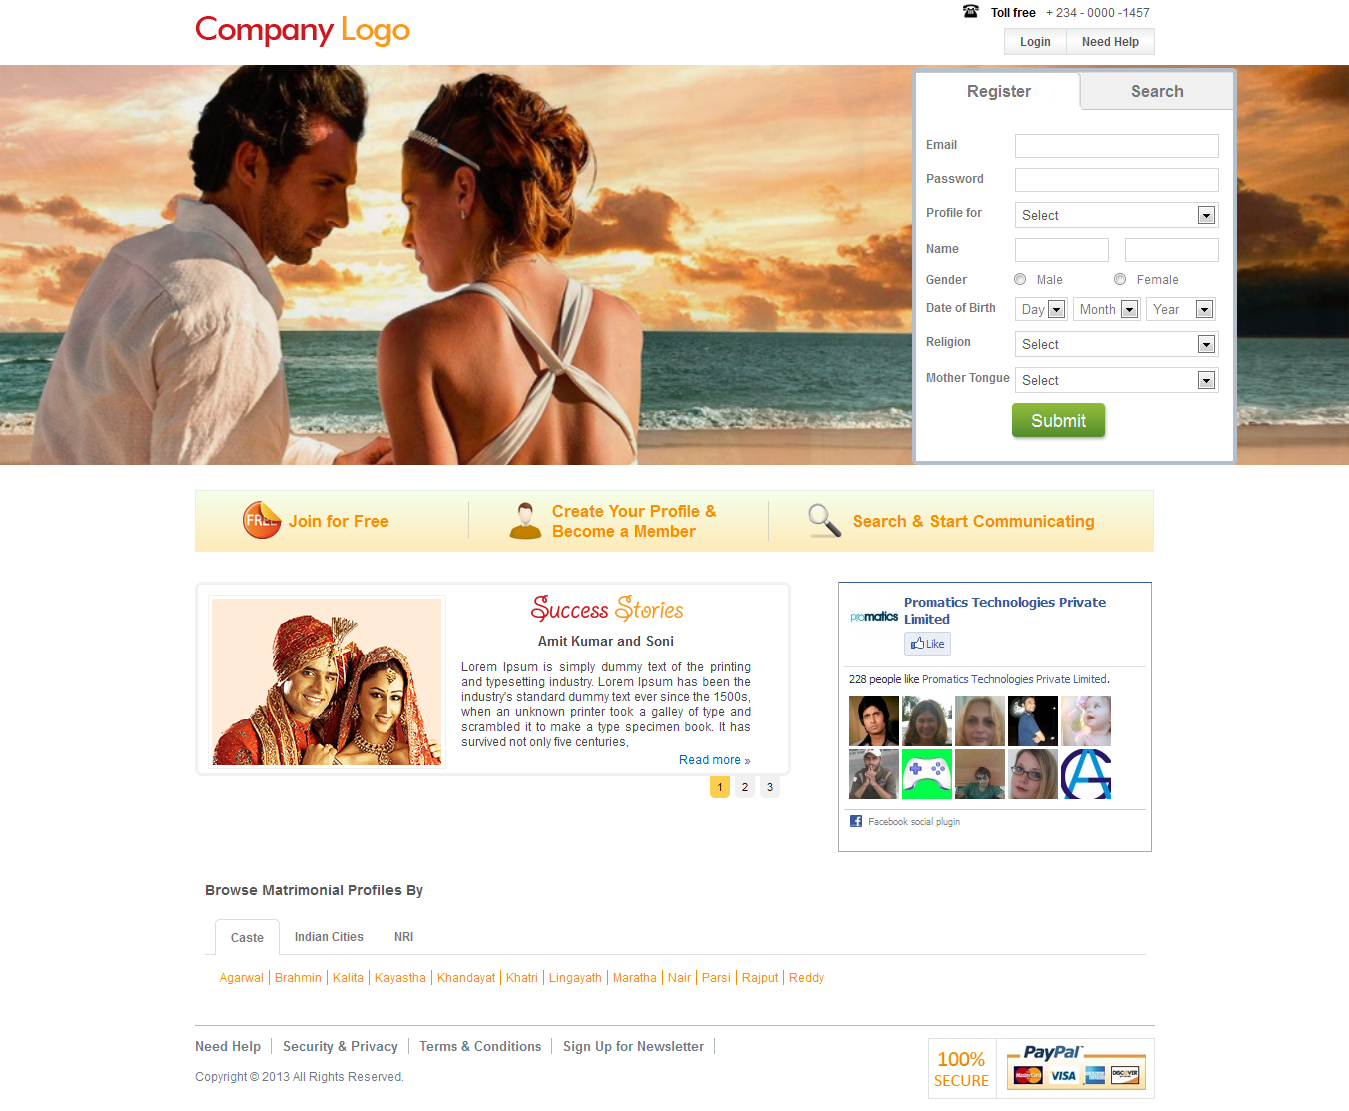 Company Logo
Toll free + 234 - 0000 -1457
Login Need Help
Register Search
Email
Password
Profile for Select
Name
Gender Male Female
Date of Birth Day Month Year
Religion Select
Mother Tongue Select
Submit
FREE Join for Free
Create Your Profile &
Become a Member
Search & Start Communicating
Success Stories
Amit Kumar and Soni
Lorem Ipsum is simply dummy text of the printing
and typesetting industry. Lorem Ipsum has been the
industry's standard dummy text ever since the 1500s,
when an unknown printer took a galley of type and
scrambled it to make a type specimen book. It has
survived not only five centuries,
Read more »
1 2 3
promatics
Promatics Technologies Private
Limited
Like
228 people like Promatics Technologies Private Limited.
Facebook social plugin
Browse Matrimonial Profiles By
Caste Indian Cities NRI
Agarwal Brahmin Kalita Kayastha Khandayat Khatri Lingayath Maratha Nair Parsi Rajput Reddy
Need Help Security & Privacy Terms & Conditions Sign Up for Newsletter
Copyright © 2013 All Rights Reserved.
100%
SECURE
PayPal
MasterCard VISA DISCOVER